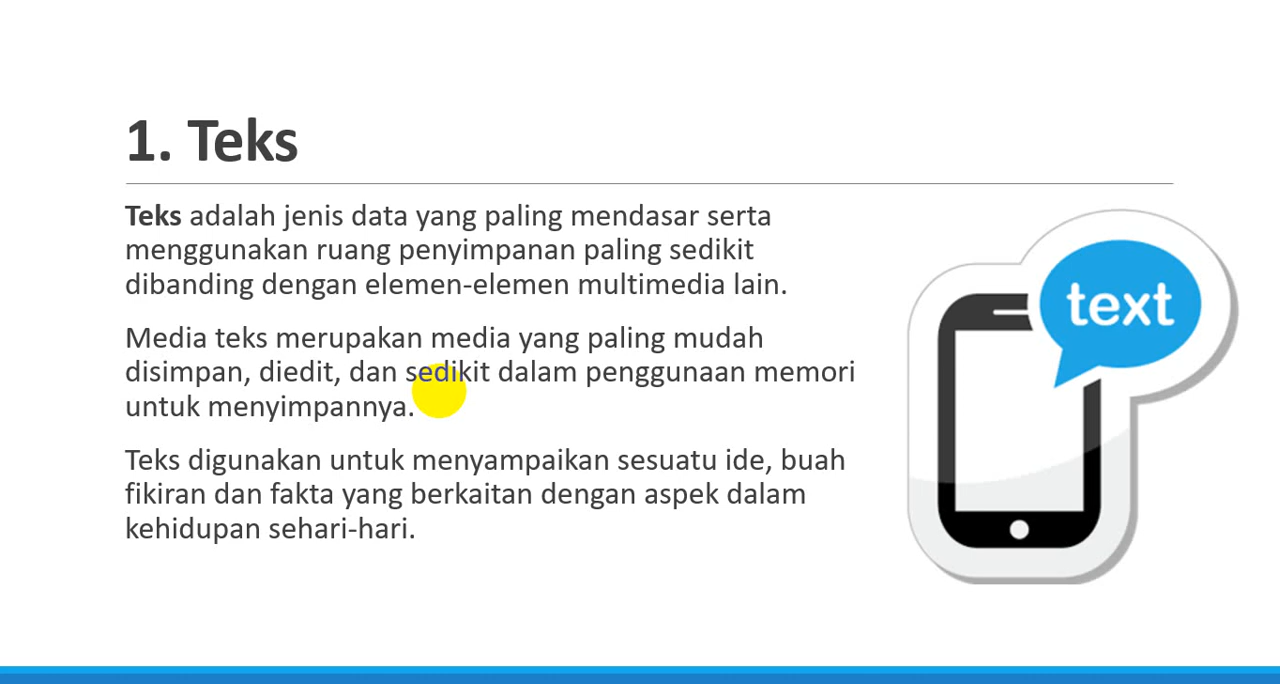 1. Teks
Teks adalah jenis data yang paling mendasar serta
menggunakan ruang penyimpanan paling sedikit
dibanding dengan elemen-elemen multimedia lain.
Media teks merupakan media yang paling mudah
disimpan, diedit, dan sedikit dalam penggunaan memori
untuk menyimpannya.
Teks digunakan untuk menyampaikan sesuatu ide, buah
fikiran dan fakta yang berkaitan dengan aspek dalam
kehidupan sehari-hari.
text